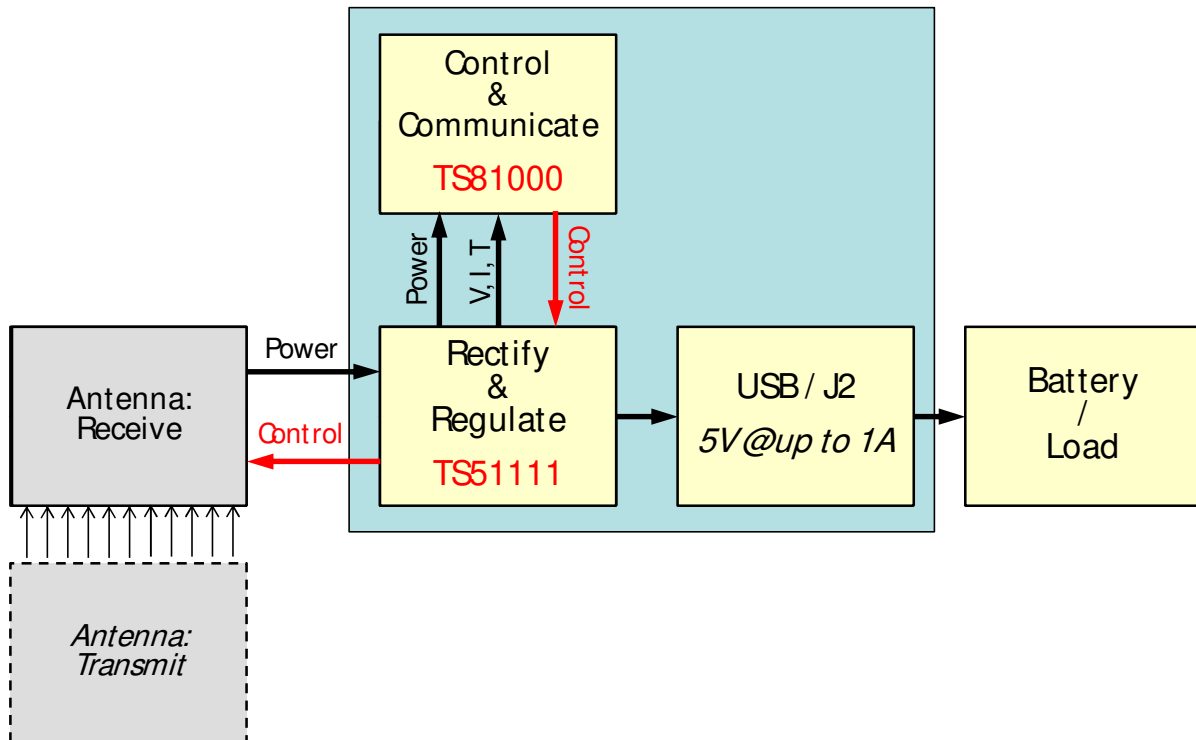 Control
&
Communicate
TS81000
Power
V, I, T
Control
Power
Control
Antenna:
Receive
Rectify
&
Regulate
TS51111
USB / J2
5V @up to 1A
Battery
/
Load
Antenna:
Transmit